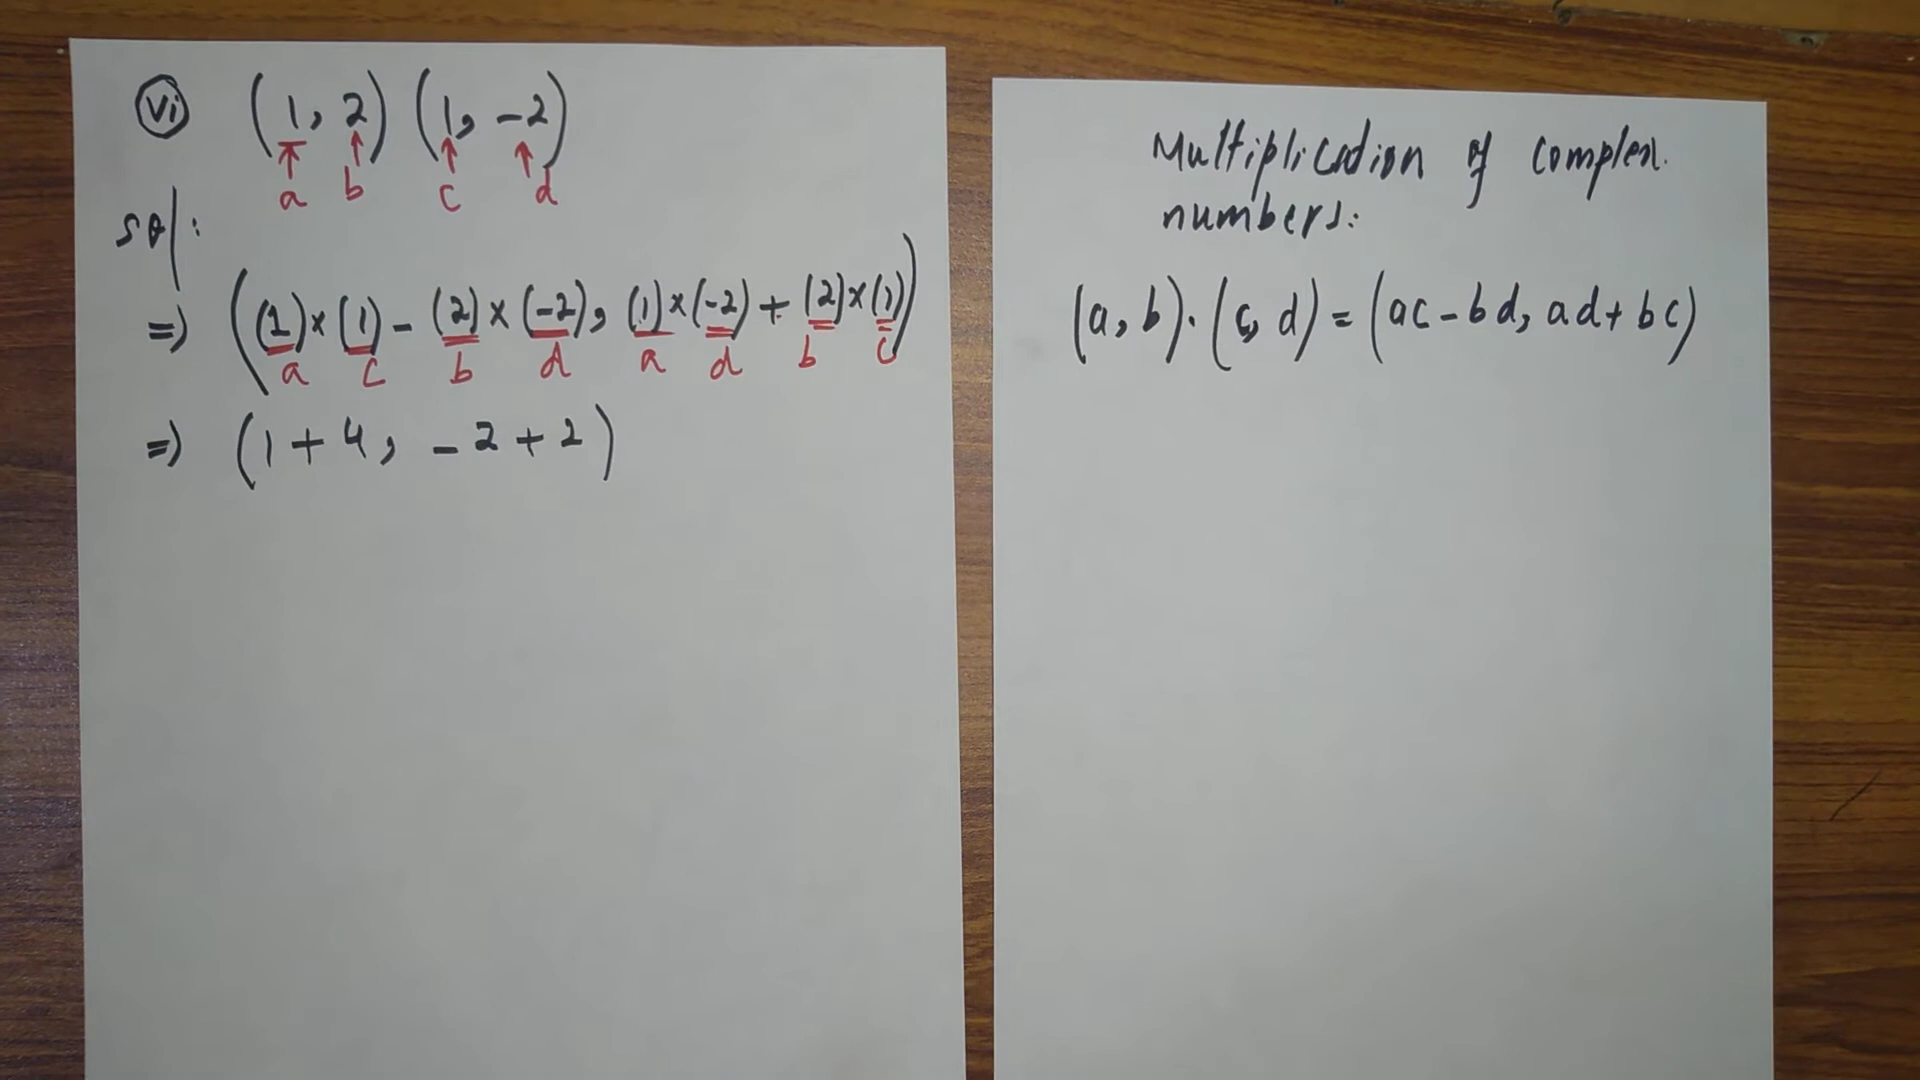 (vi) (1, 2) (1, -2)
a b c d
sol:
=> ((1)×(1) - (2)×(-2), (1)×(-2) + (2)×(1))
a c b d a d b c
=> (1 + 4, -2 + 2)
Multiplication of complex.
numbers:
(a, b)·(c, d) = (ac - bd, ad + bc)